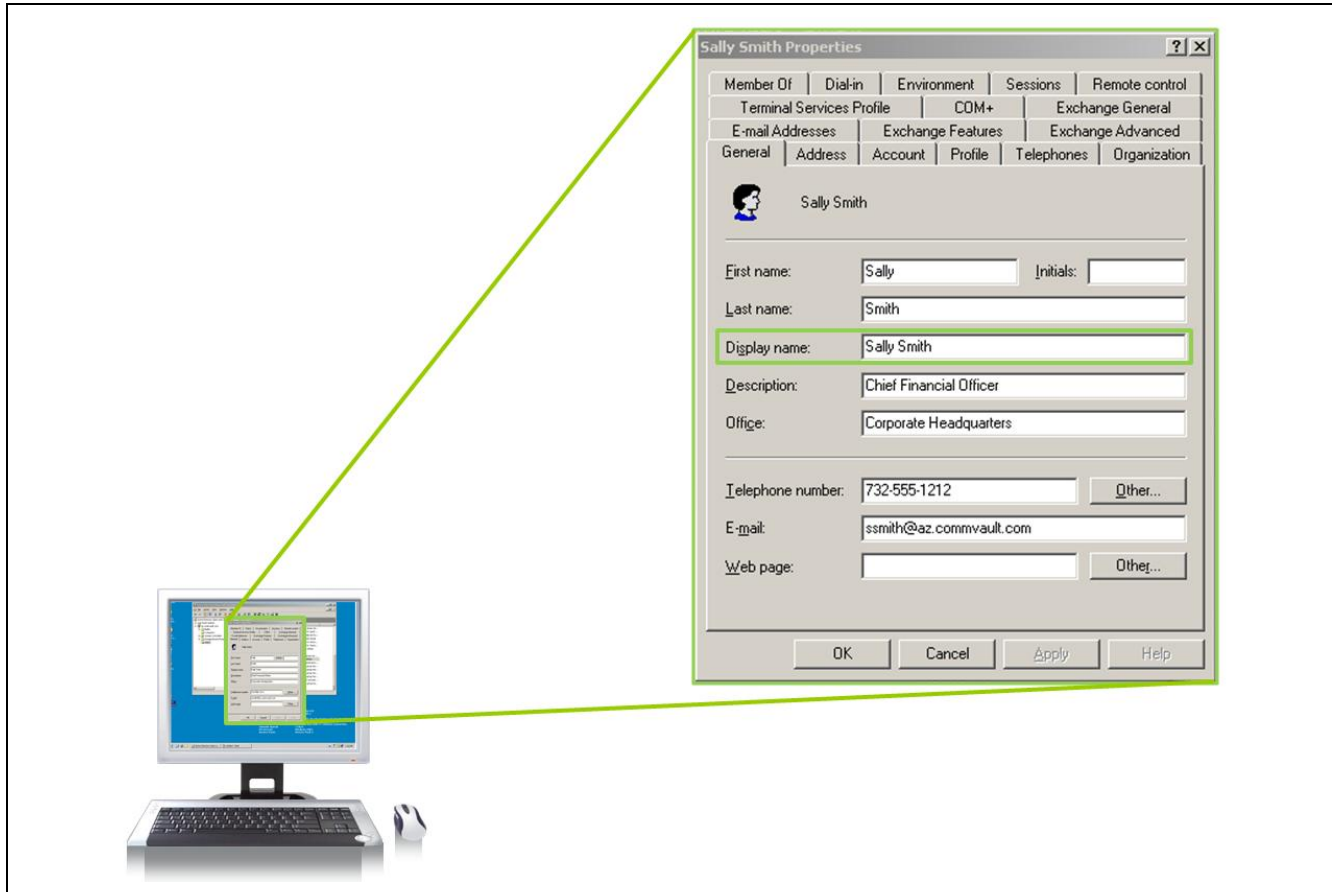 Sally Smith Properties
Member Of Dial-in Environment Sessions Remote control
Terminal Services Profile COM+ Exchange General
E-mail Addresses Exchange Features Exchange Advanced
General Address Account Profile Telephones Organization
Sally Smith
First name: Sally Initials:
Last name: Smith
Display name: Sally Smith
Description: Chief Financial Officer
Office: Corporate Headquarters
Telephone number: 732-555-1212 Other...
E-mail: ssmith@az.commvault.com
Web page: Other...
OK Cancel Apply Help